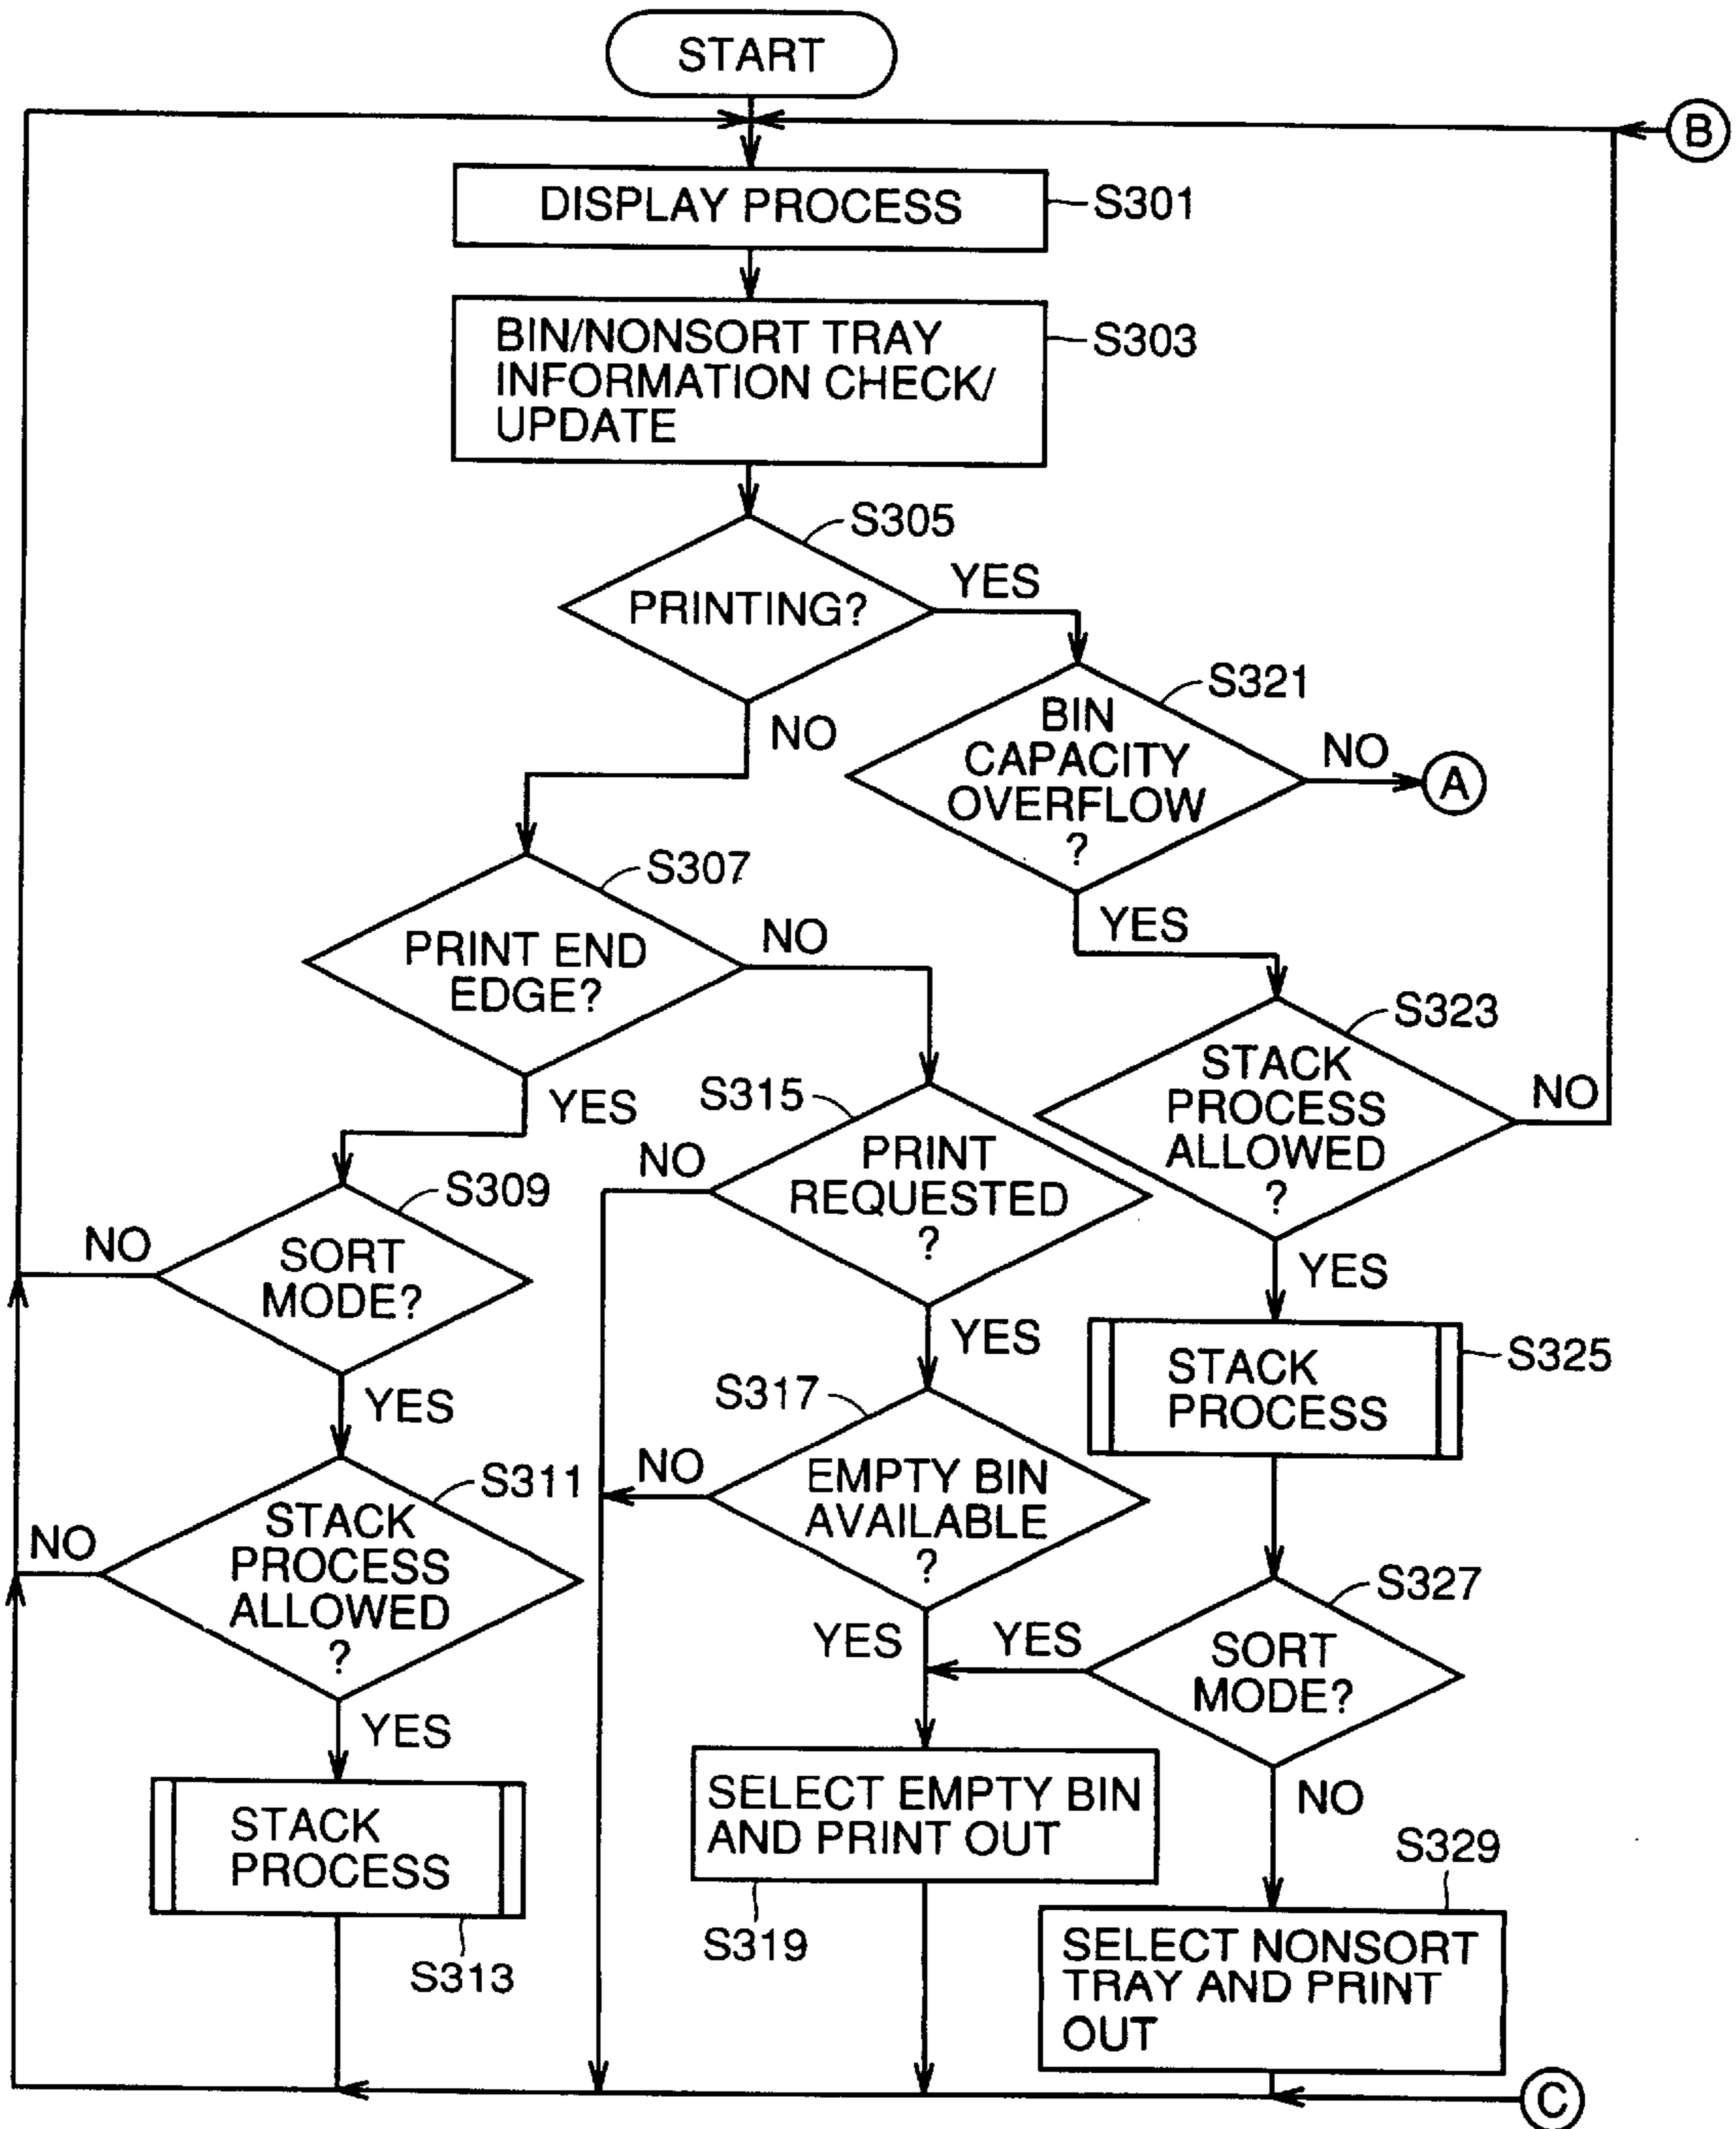 START
B
DISPLAY PROCESS
S301
BIN/NONSORT TRAY
INFORMATION CHECK/
UPDATE
S303
S305
PRINTING?
YES
NO
S321
BIN
CAPACITY
OVERFLOW
?
NO
A
YES
S307
PRINT END
EDGE?
NO
YES
S323
STACK
PROCESS
ALLOWED
?
NO
YES
S315
PRINT
REQUESTED
?
NO
YES
S309
SORT
MODE?
NO
YES
STACK
PROCESS
S325
S317
EMPTY BIN
AVAILABLE
?
NO
YES
S311
STACK
PROCESS
ALLOWED
?
NO
YES
S327
SORT
MODE?
YES
NO
SELECT EMPTY BIN
AND PRINT OUT
S319
STACK
PROCESS
S313
S329
SELECT NONSORT
TRAY AND PRINT
OUT
C